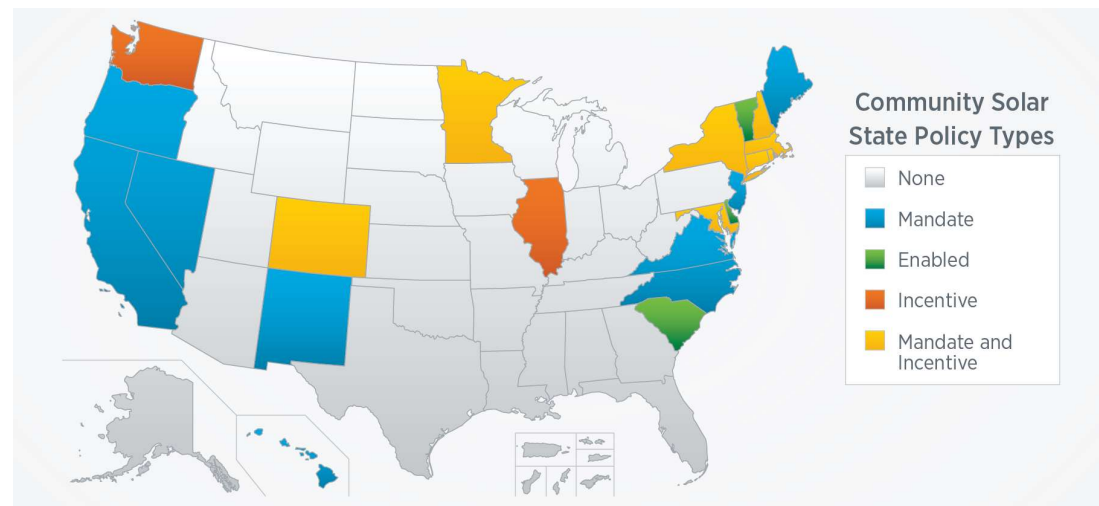 Community Solar
State Policy Types
None
Mandate
Enabled
Incentive
Mandate and
Incentive